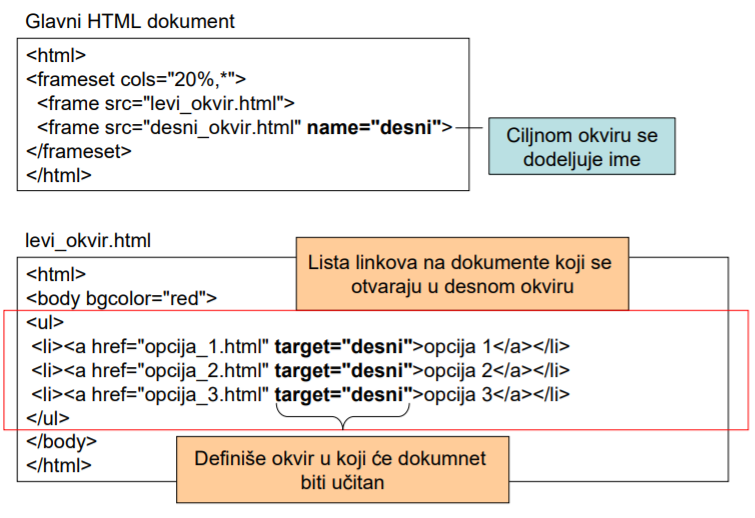 Glavni HTML dokument
<html>
<frameset cols="20%,*">
<frame src="levi_okvir.html">
<frame src="desni_okvir.html" name="desni">
</frameset>
</html>
Ciljnom okviru se
dodeljuje ime
levi_okvir.html
Lista linkova na dokumente koji se
otvaraju u desnom okviru
<html>
<body bgcolor="red">
<ul>
<li><a href="opcija_1.html" target="desni">opcija 1</a></li>
<li><a href="opcija_2.html" target="desni">opcija 2</a></li>
<li><a href="opcija_3.html" target="desni">opcija 3</a></li>
</ul>
</body>
</html>
Definiše okvir u koji će dokumnet
biti učitan